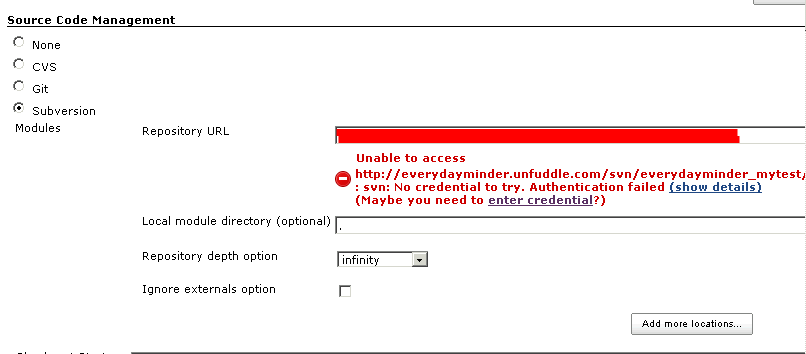 Source Code Management
None
CVS
Git
Subversion
Modules
Repository URL
Unable to access
http://everydayminder.unfuddle.com/svn/everydayminder_mytest/
: svn: No credential to try. Authentication failed (show details)
(Maybe you need to enter credential?)
Local module directory (optional)
.
Repository depth option
infinity
Ignore externals option
Add more locations...